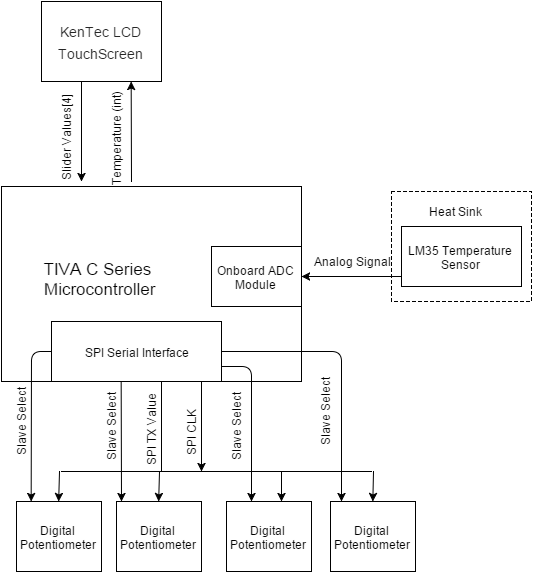 KenTec LCD
TouchScreen
Slider Values[4]
Temperature (int)
Heat Sink
LM35 Temperature
Sensor
Analog Signal
Onboard ADC
Module
TIVA C Series
Microcontroller
SPI Serial Interface
Slave Select
Slave Select
SPI TX Value
SPI CLK
Slave Select
Slave Select
Digital
Potentiometer
Digital
Potentiometer
Digital
Potentiometer
Digital
Potentiometer